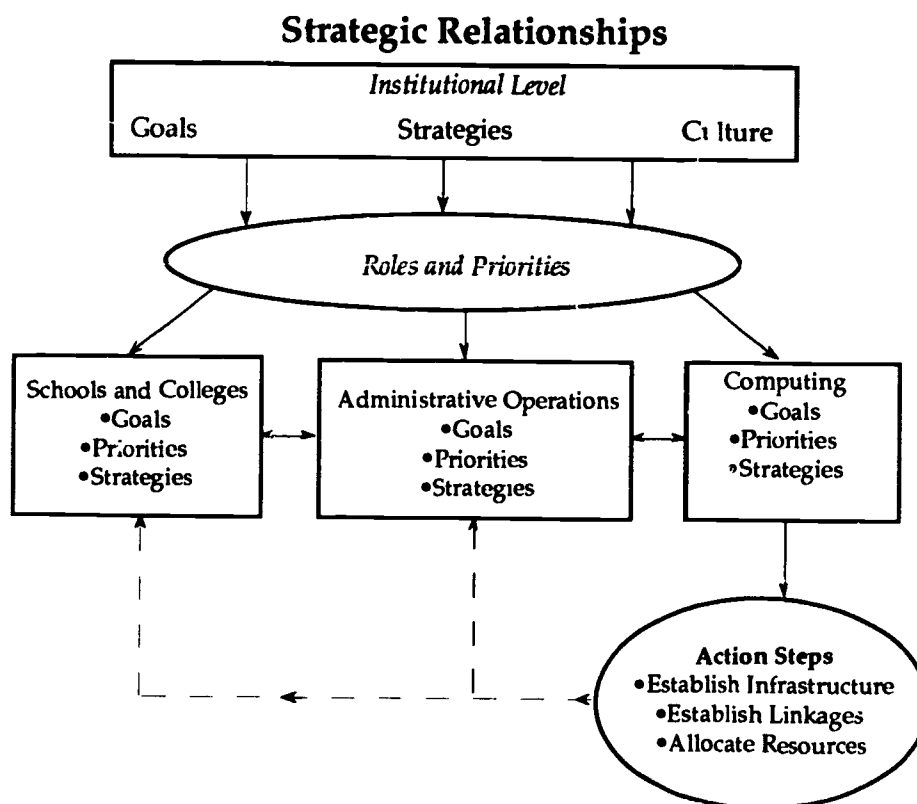 Strategic Relationships
Institutional Level
Goals Strategies Culture
Roles and Priorities
Schools and Colleges
•Goals
•Priorities
•Strategies
Administrative Operations
•Goals
•Priorities
•Strategies
Computing
•Goals
•Priorities
•Strategies
Action Steps
•Establish Infrastructure
•Establish Linkages
•Allocate Resources